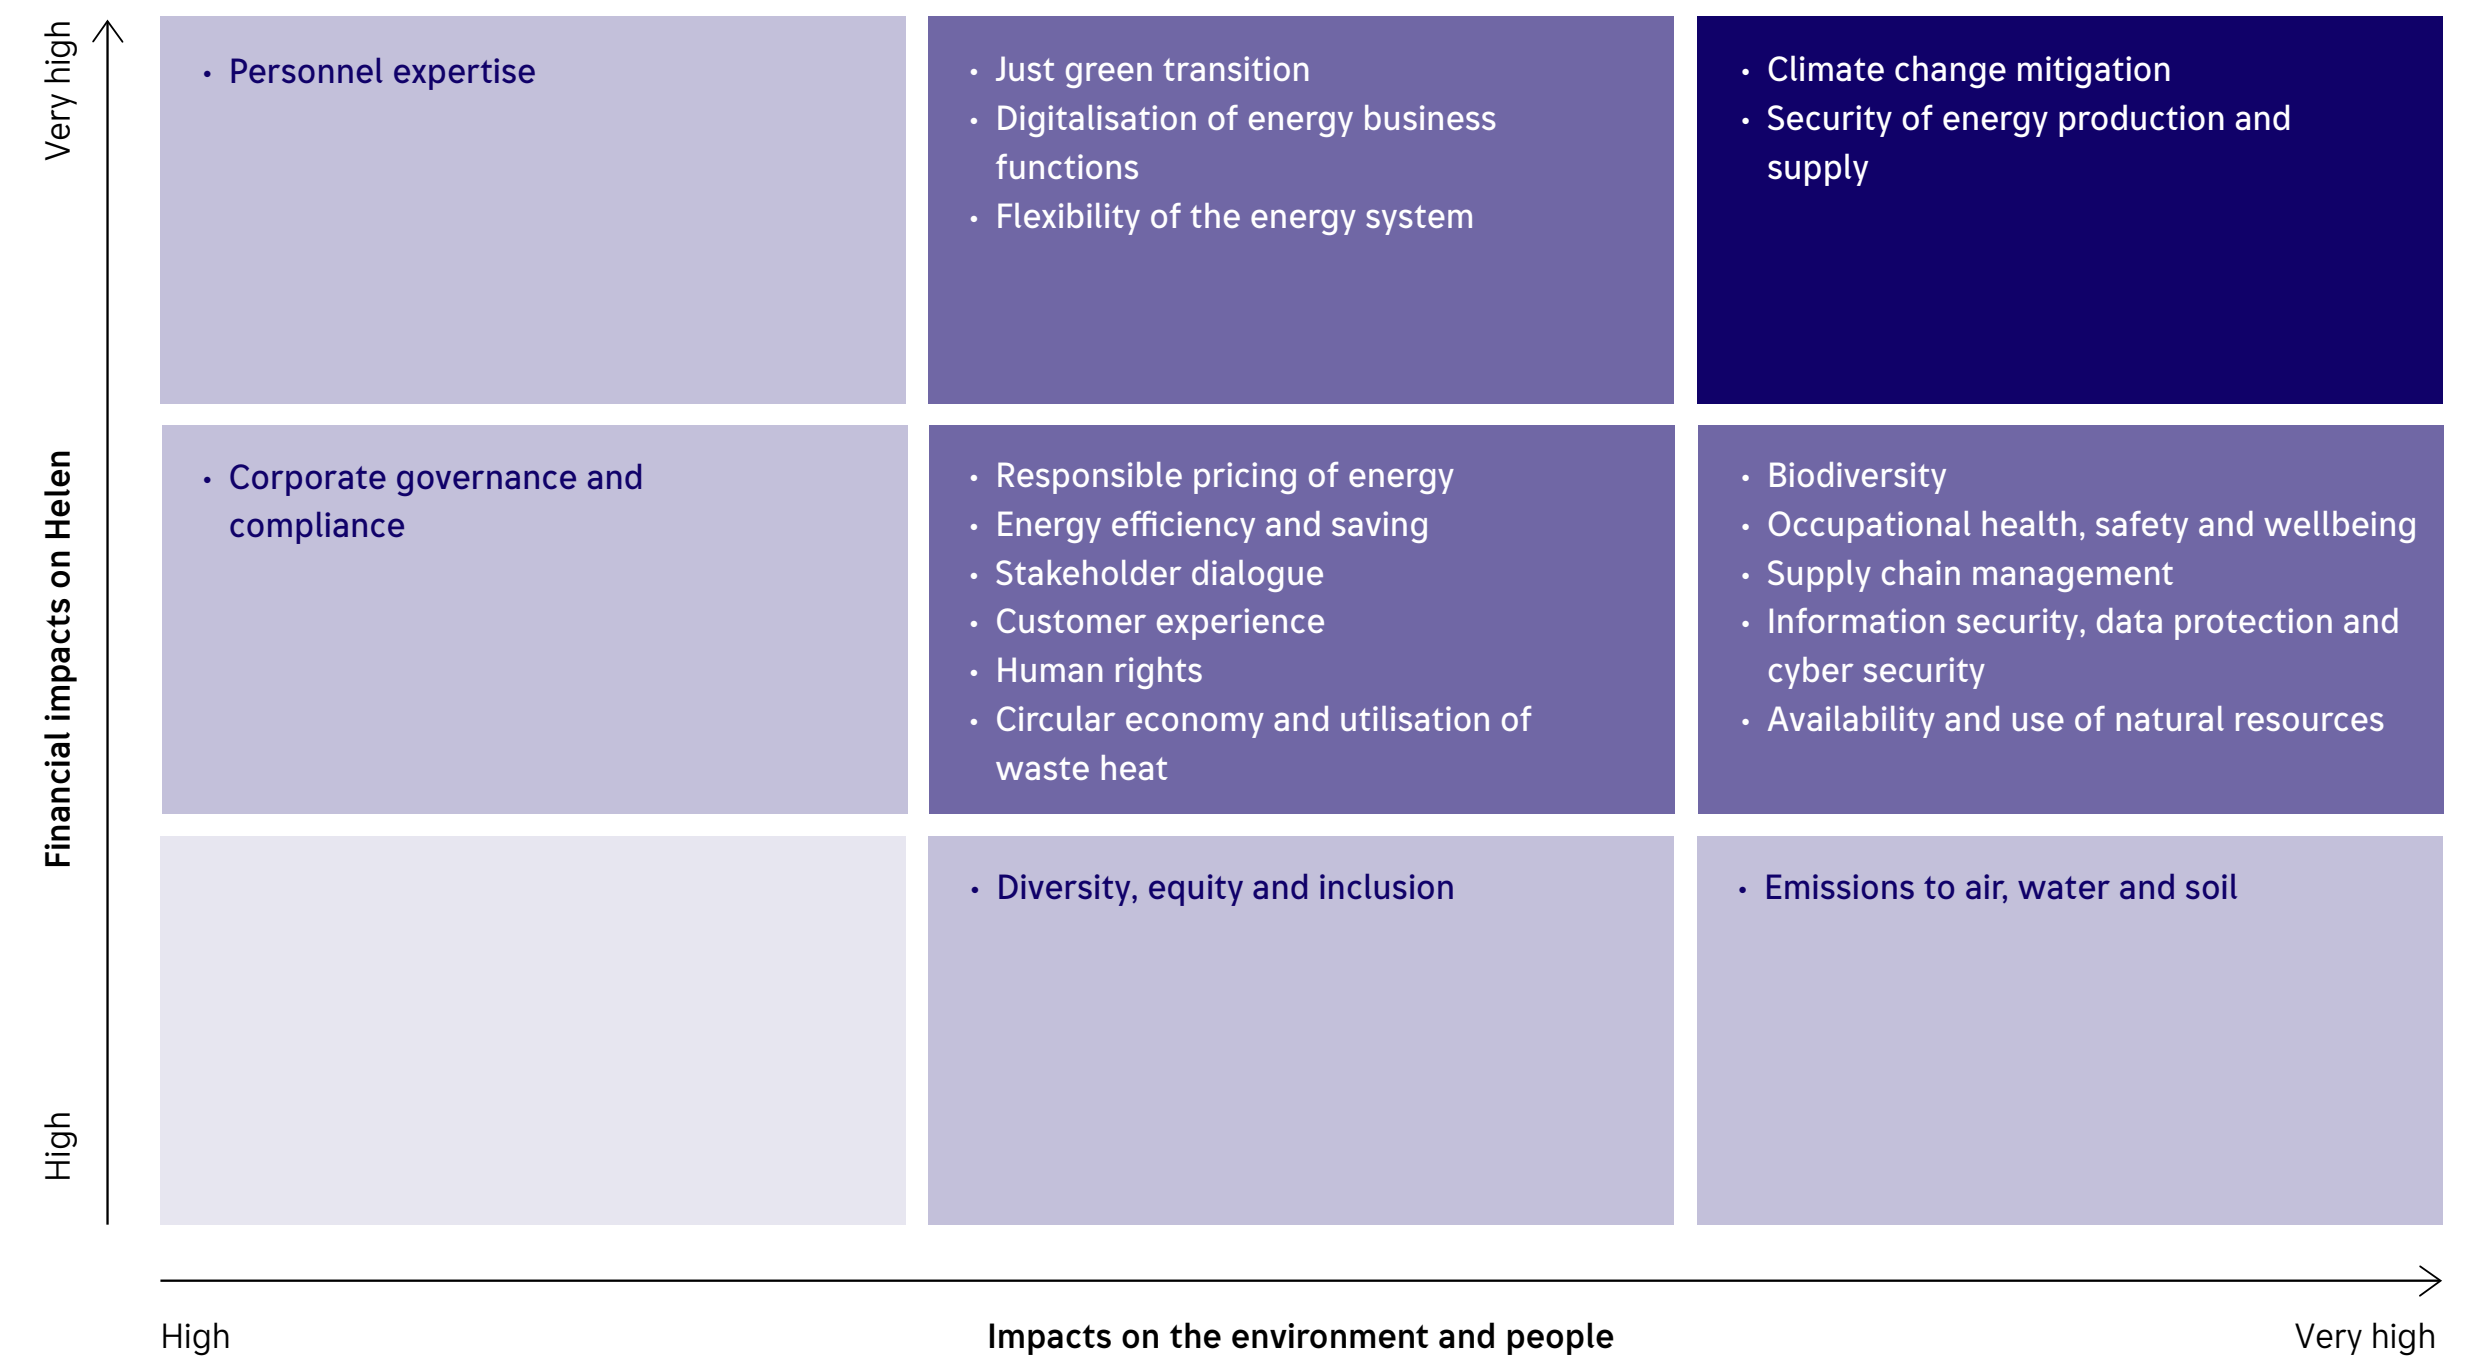 Very high
Financial impacts on Helen
High
• Personnel expertise
• Just green transition
• Digitalisation of energy business
functions
• Flexibility of the energy system
• Climate change mitigation
• Security of energy production and
supply
• Corporate governance and
compliance
• Responsible pricing of energy
• Energy efficiency and saving
• Stakeholder dialogue
• Customer experience
• Human rights
• Circular economy and utilisation of
waste heat
• Biodiversity
• Occupational health, safety and wellbeing
• Supply chain management
• Information security, data protection and
cyber security
• Availability and use of natural resources
• Diversity, equity and inclusion
• Emissions to air, water and soil
High
Impacts on the environment and people
Very high